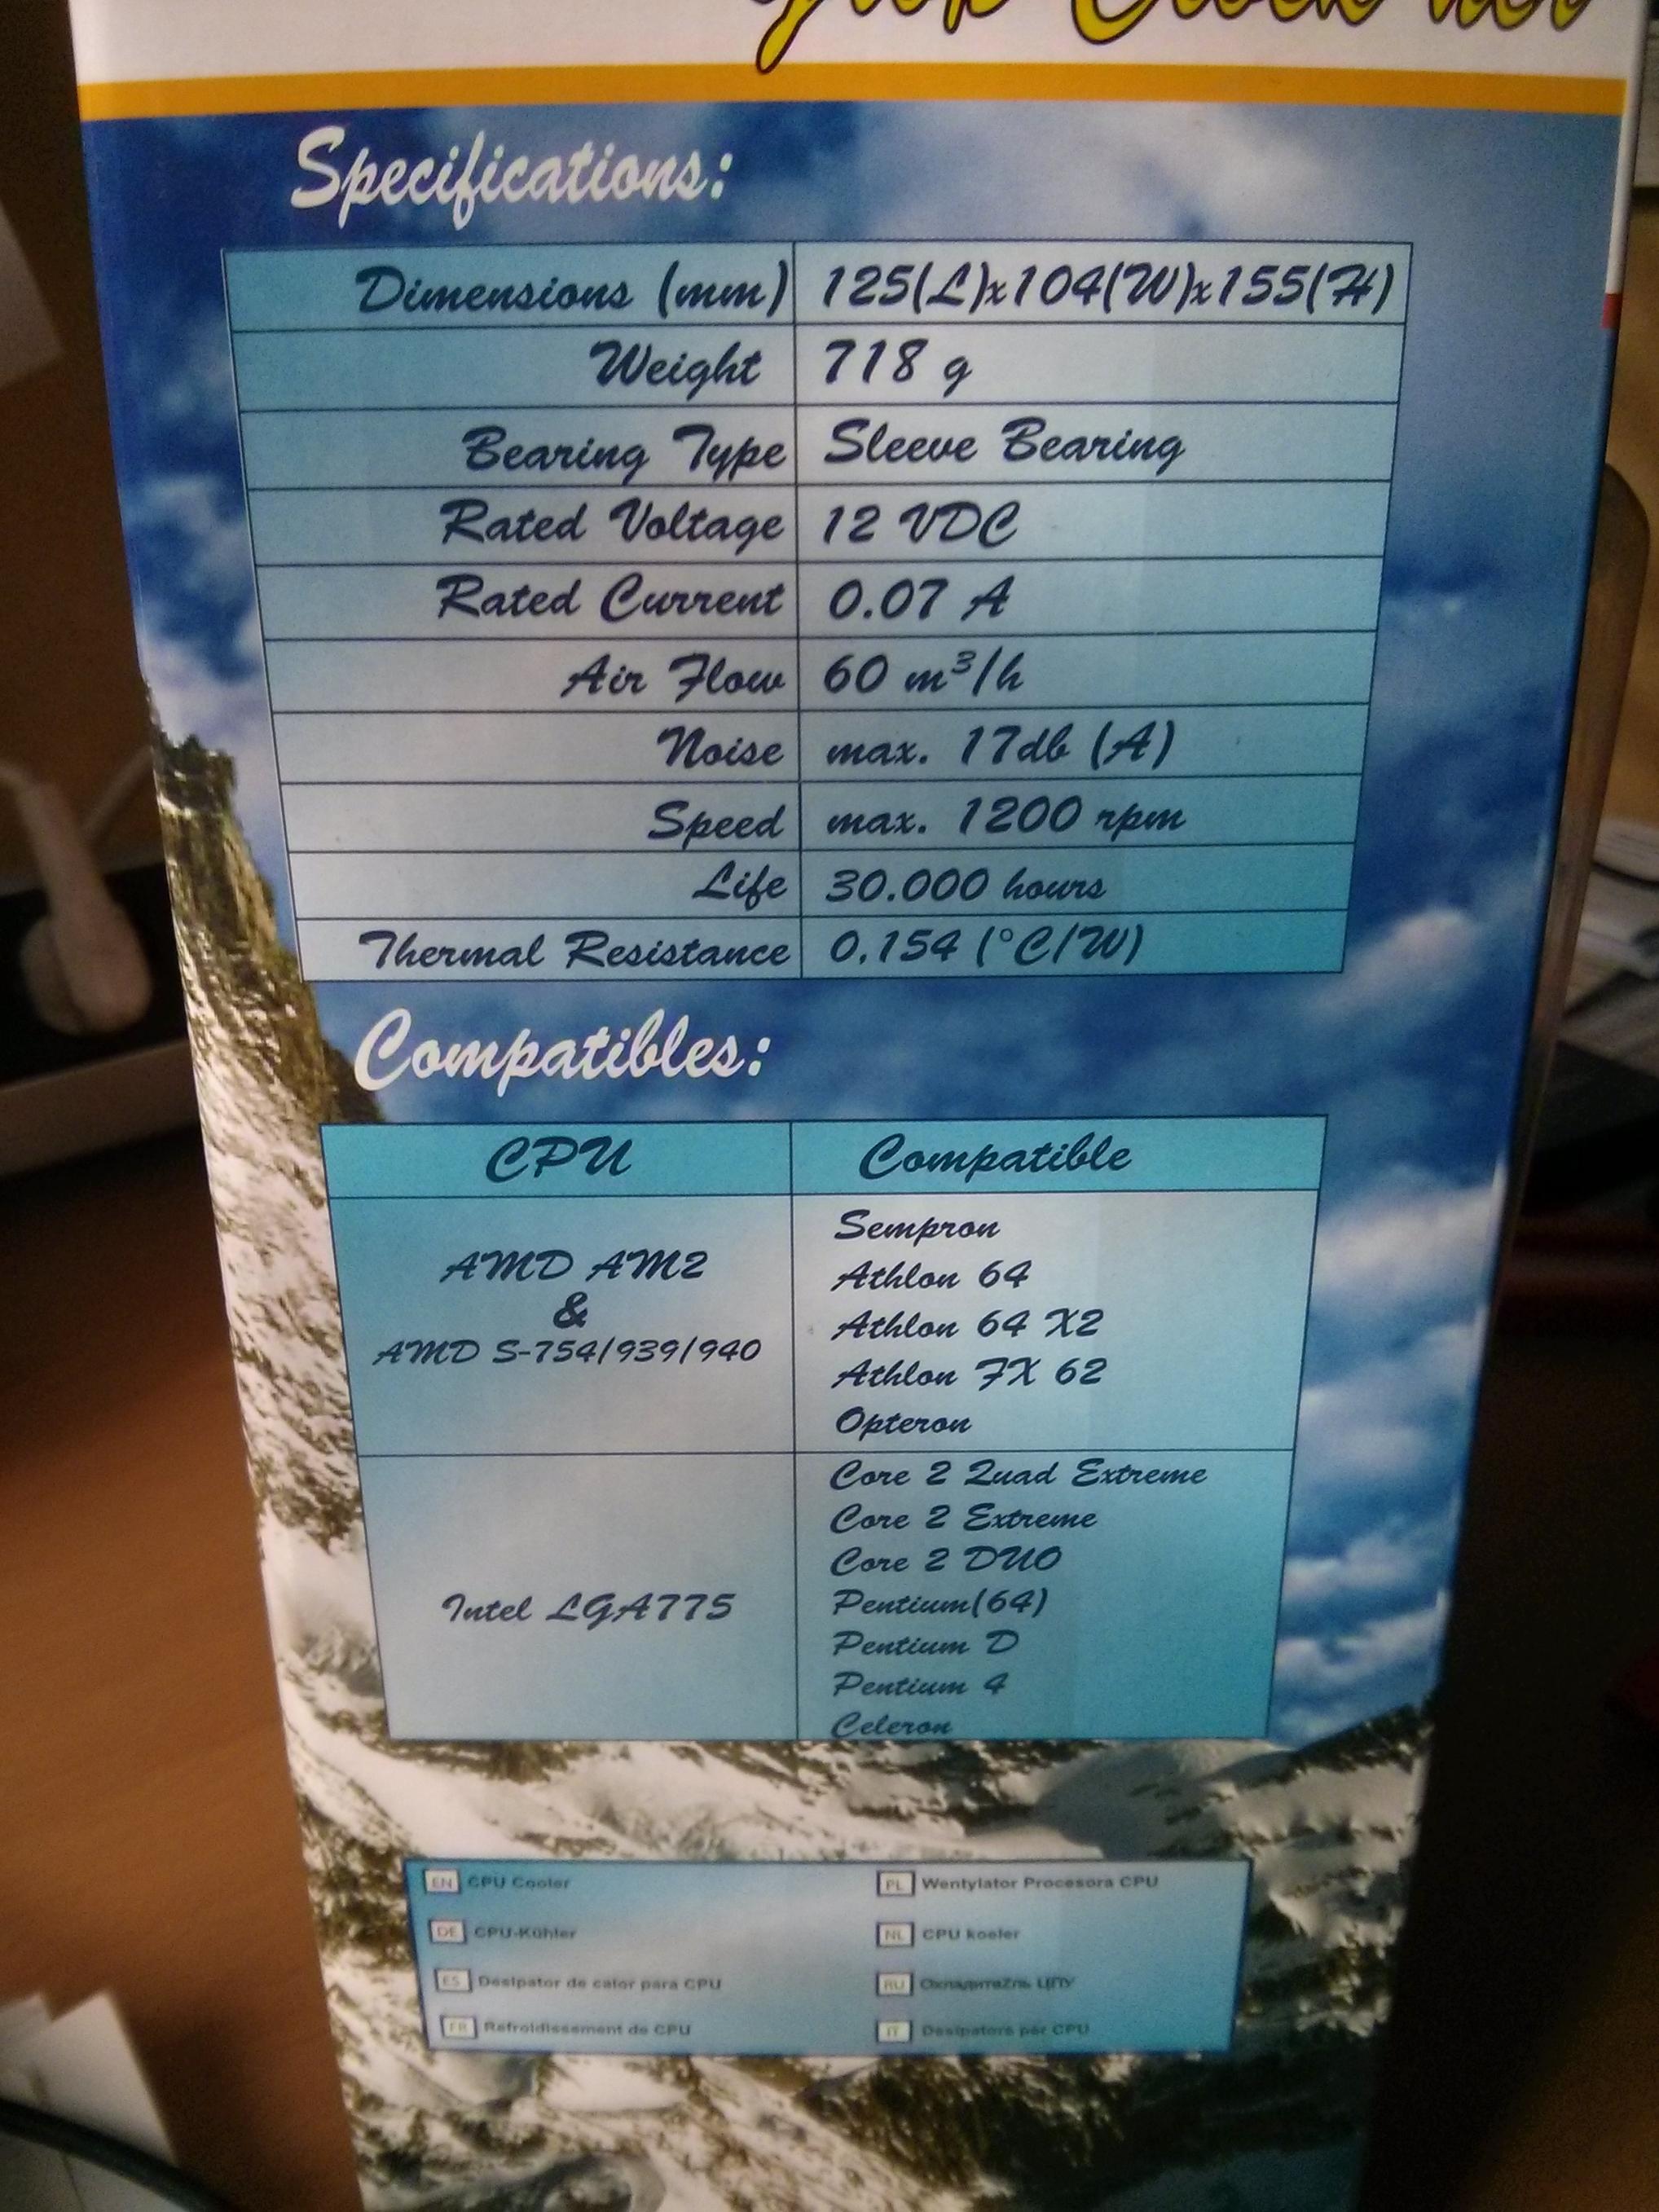 Specifications:
Dimensions (mm) 125(L)x104(W)x155(H)
Weight 718 g
Bearing Type Sleeve Bearing
Rated Voltage 12 VDC
Rated Current 0.07 A
Air Flow 60 m³/h
Noise max. 17db (A)
Speed max. 1200 rpm
Life 30.000 hours
Thermal Resistance 0.154 (°C/W)
Compatibles:
CPU Compatible
AMD AM2
&
AMD S-754/939/940
Sempron
Athlon 64
Athlon 64 X2
Athlon FX 62
Opteron
Intel LGA775
Core 2 Quad Extreme
Core 2 Extreme
Core 2 DUO
Pentium(64)
Pentium D
Pentium 4
Celeron
EN CPU Cooler
DE CPU-Kühler
ES Desipator de calor para CPU
FR Refroidissement de CPU
PL Wentylator Procesora CPU
NL CPU koeler
RU ЦПУ
IT per CPU